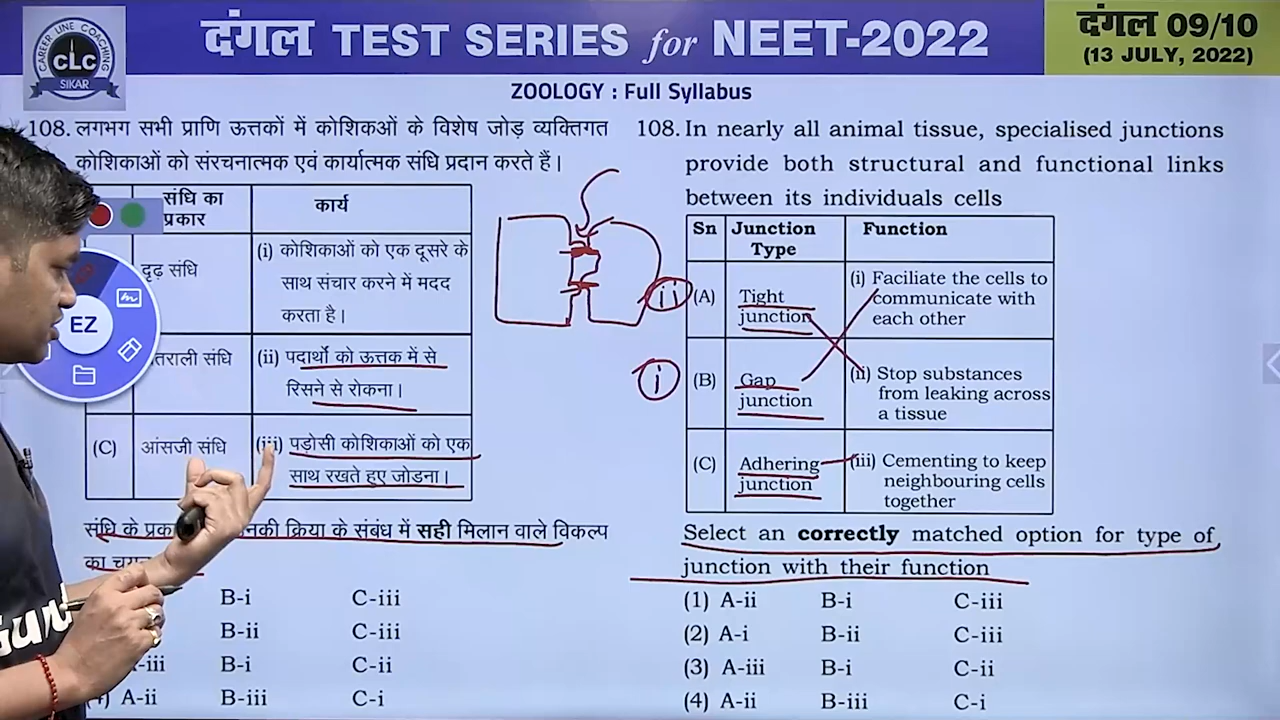 CAREER LINE COACHING
CLC
SIKAR
दंगल TEST SERIES for NEET-2022
दंगल 09/10
(13 JULY, 2022)
ZOOLOGY : Full Syllabus
108. लगभग सभी प्राणि ऊत्तकों में कोशिकओं के विशेष जोड़ व्यक्तिगत
कोशिकाओं को संरचनात्मक एवं कार्यात्मक संधि प्रदान करते हैं।
संधि का
प्रकार
कार्य
दृढ़ संधि
(i) कोशिकाओं को एक दूसरे के
साथ संचार करने में मदद
करता है।
तराली संधि
(ii) पदार्थों को ऊत्तक में से
रिसने से रोकना।
(C) आंसजी संधि
(iii) पड़ोसी कोशिकाओं को एक
साथ रखते हुए जोडना।
संधि के नकी क्रिया के संबंध में सही मिलान वाले विकल्प
का
B-i C-iii
B-ii C-iii
-iii B-i C-ii
A-ii B-iii C-i
EZ
108. In nearly all animal tissue, specialised junctions
provide both structural and functional links
between its individuals cells
Sn Junction Function
Type
ii
(A) Tight
junction
(i) Faciliate the cells to
communicate with
each other
i
(B) Gap
junction
(ii) Stop substances
from leaking across
a tissue
(C) Adhering
junction
(iii) Cementing to keep
neighbouring cells
together
Select an correctly matched option for type of
junction with their function
(1) A-ii B-i C-iii
(2) A-i B-ii C-iii
(3) A-iii B-i C-ii
(4) A-ii B-iii C-i